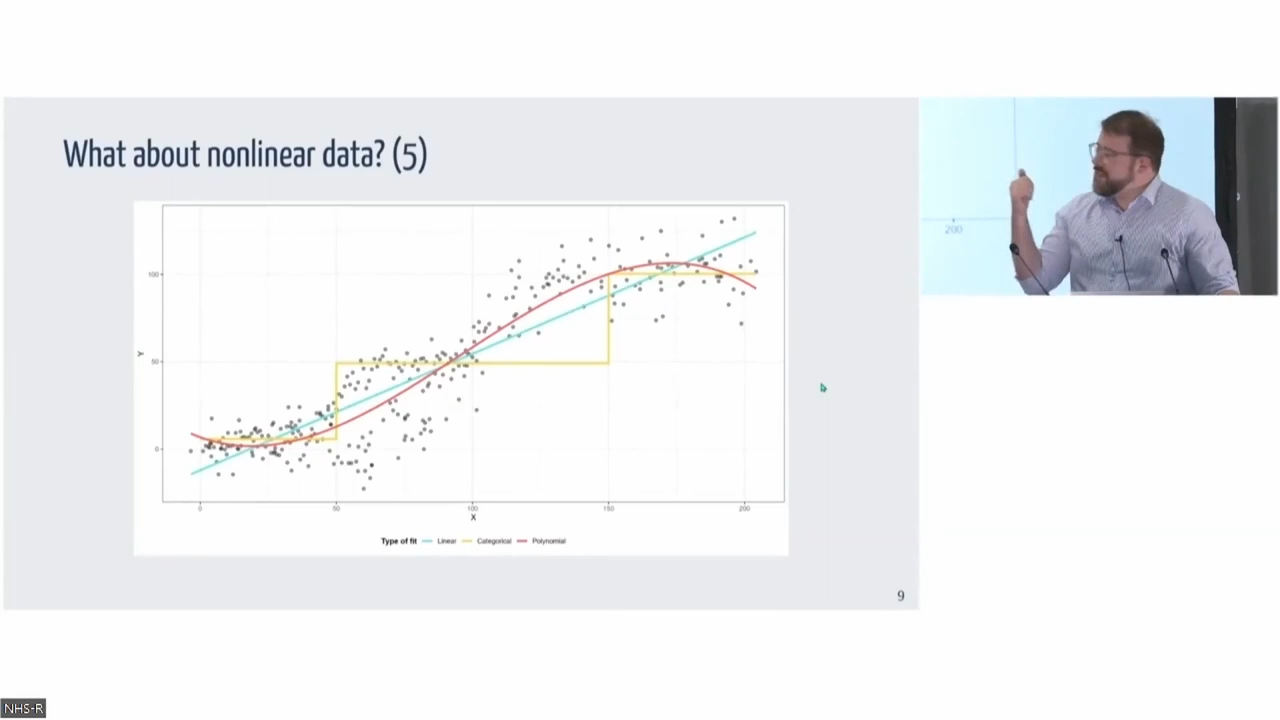 What about nonlinear data? (5)
100
50
0
Y
0 50 100 150 200
X
Type of fit Linear Categorical Polynomial
9
200
NHS-R